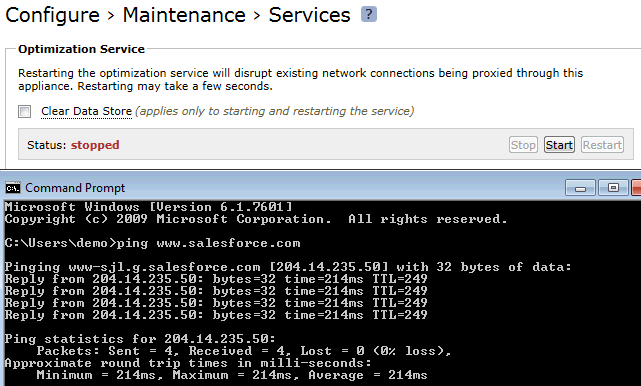 Configure › Maintenance › Services ?
Optimization Service
Restarting the optimization service will disrupt existing network connections being proxied through this
appliance. Restarting may take a few seconds.
Clear Data Store (applies only to starting and restarting the service)
Status: stopped Stop Start Restart
C:\. Command Prompt
Microsoft Windows [Version 6.1.7601]
Copyright (c) 2009 Microsoft Corporation.  All rights reserved.
C:\Users\demo>ping www.salesforce.com
Pinging www-sjl.g.salesforce.com [204.14.235.50] with 32 bytes of data:
Reply from 204.14.235.50: bytes=32 time=214ms TTL=249
Reply from 204.14.235.50: bytes=32 time=214ms TTL=249
Reply from 204.14.235.50: bytes=32 time=214ms TTL=249
Reply from 204.14.235.50: bytes=32 time=214ms TTL=249
Ping statistics for 204.14.235.50:
    Packets: Sent = 4, Received = 4, Lost = 0 (0% loss),
Approximate round trip times in milli-seconds:
    Minimum = 214ms, Maximum = 214ms, Average = 214ms